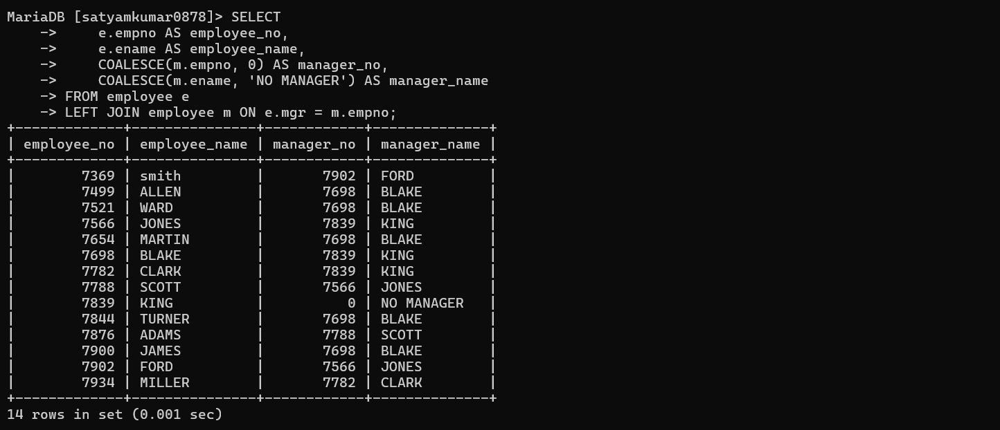 MariaDB [satyamkumar0878]> SELECT
    ->     e.empno AS employee_no,
    ->     e.ename AS employee_name,
    ->     COALESCE(m.empno, 0) AS manager_no,
    ->     COALESCE(m.ename, 'NO MANAGER') AS manager_name
    -> FROM employee e
    -> LEFT JOIN employee m ON e.mgr = m.empno;
+-------------+---------------+------------+--------------+
| employee_no | employee_name | manager_no | manager_name |
+-------------+---------------+------------+--------------+
|        7369 | smith         |       7902 | FORD         |
|        7499 | ALLEN         |       7698 | BLAKE        |
|        7521 | WARD          |       7698 | BLAKE        |
|        7566 | JONES         |       7839 | KING         |
|        7654 | MARTIN        |       7698 | BLAKE        |
|        7698 | BLAKE         |       7839 | KING         |
|        7782 | CLARK         |       7839 | KING         |
|        7788 | SCOTT         |       7566 | JONES        |
|        7839 | KING          |          0 | NO MANAGER   |
|        7844 | TURNER        |       7698 | BLAKE        |
|        7876 | ADAMS         |       7788 | SCOTT        |
|        7900 | JAMES         |       7698 | BLAKE        |
|        7902 | FORD          |       7566 | JONES        |
|        7934 | MILLER        |       7782 | CLARK        |
+-------------+---------------+------------+--------------+
14 rows in set (0.001 sec)